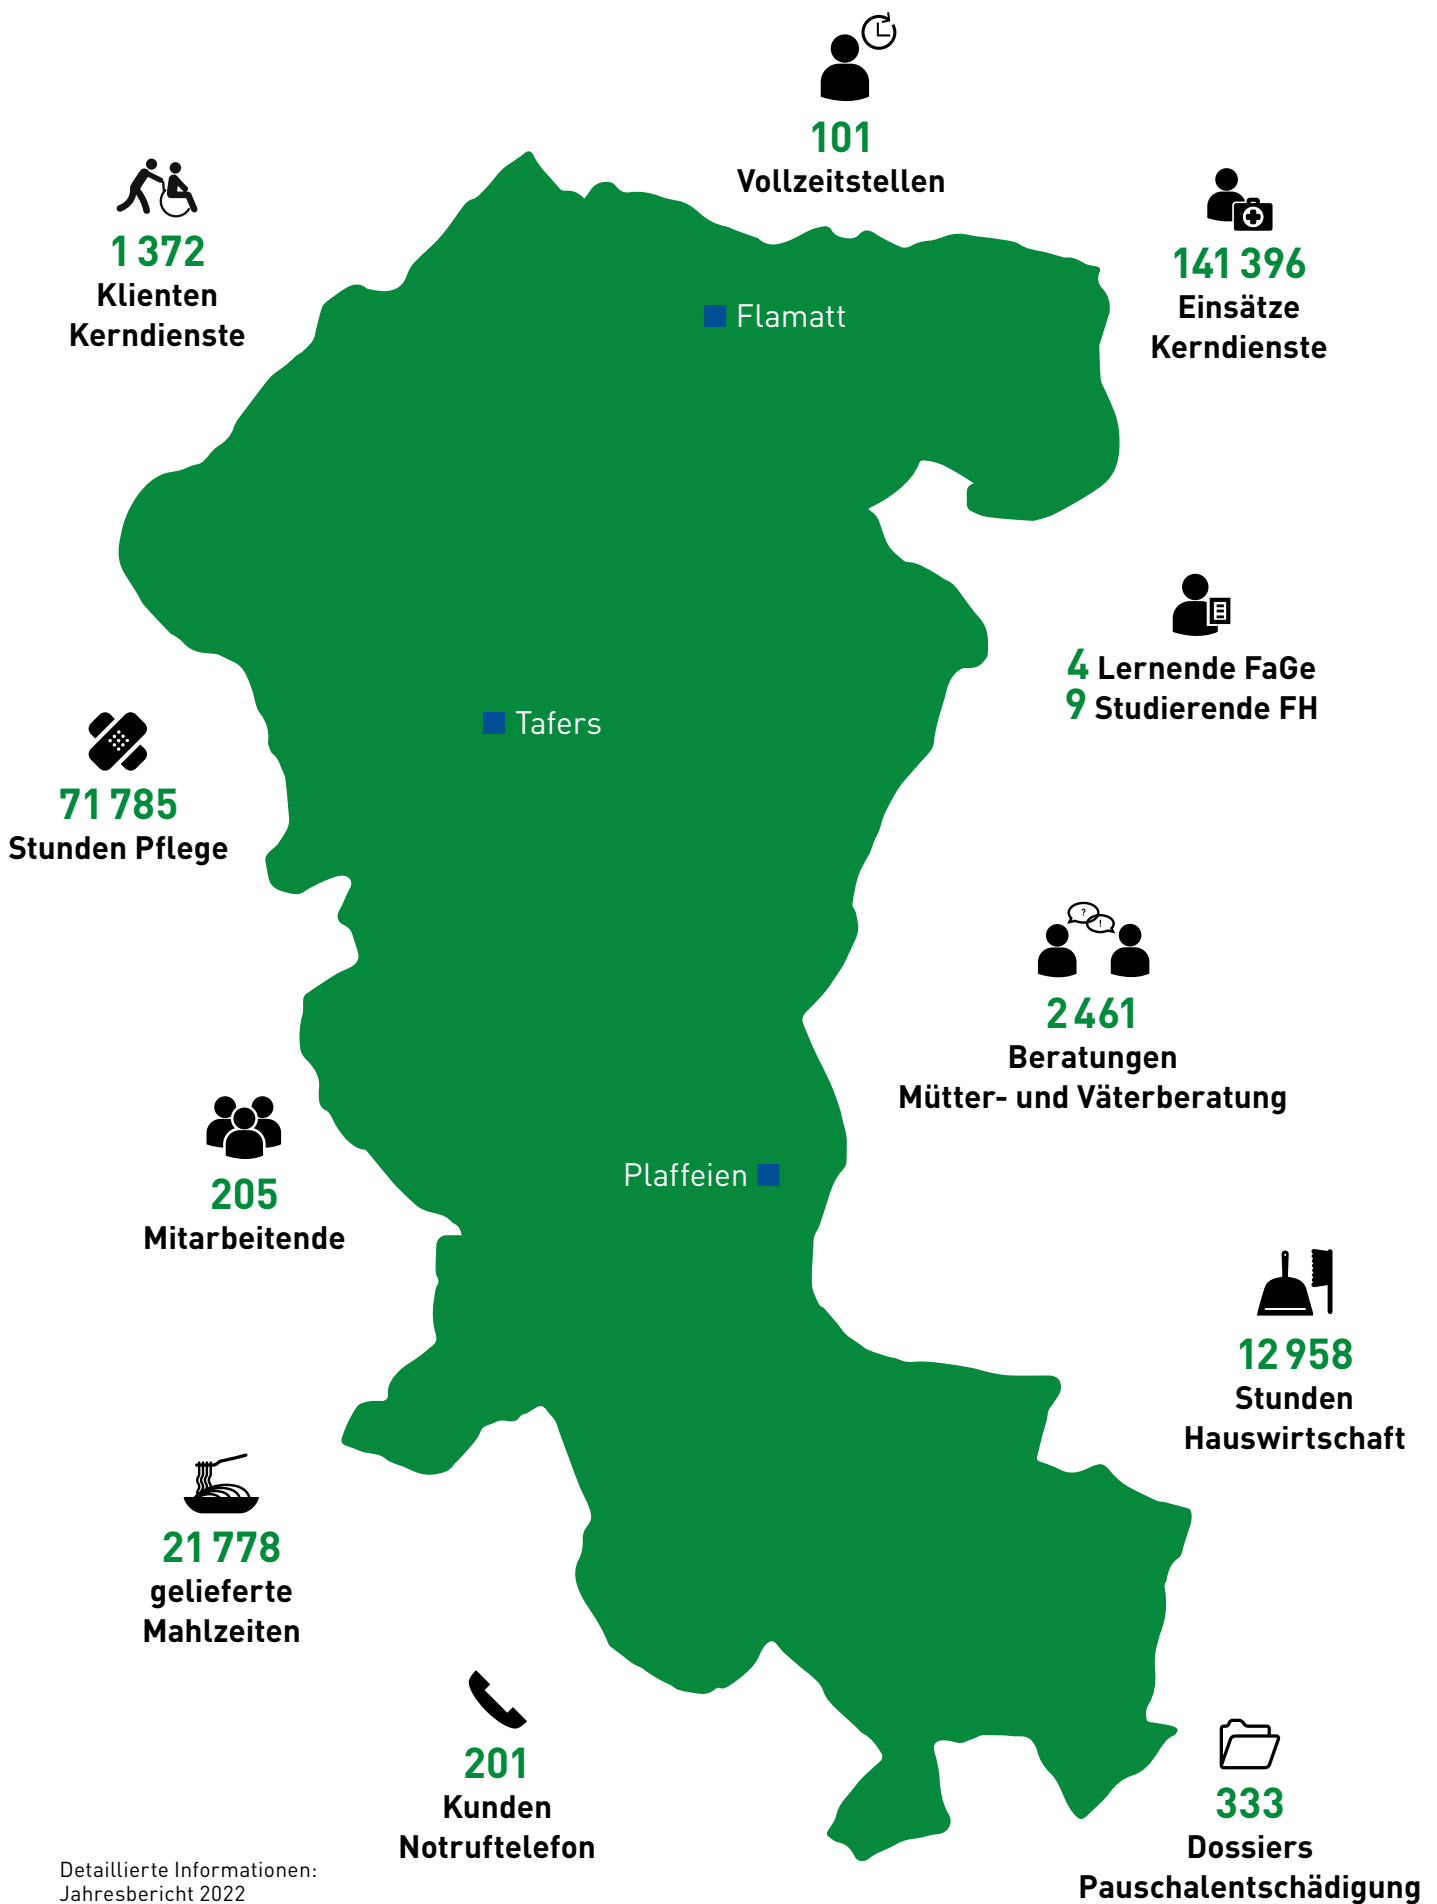 101
Vollzeitstellen
1 372
Klienten
Kerndienste
141 396
Einsätze
Kerndienste
Flamatt
4 Lernende FaGe
9 Studierende FH
Tafers
71 785
Stunden Pflege
? !
2 461
Beratungen
Mütter- und Väterberatung
205
Mitarbeitende
Plaffeien
12 958
Stunden
Hauswirtschaft
21 778
gelieferte
Mahlzeiten
201
Kunden
Notruftelefon
333
Dossiers
Pauschalentschädigung
Detaillierte Informationen:
Jahresbericht 2022